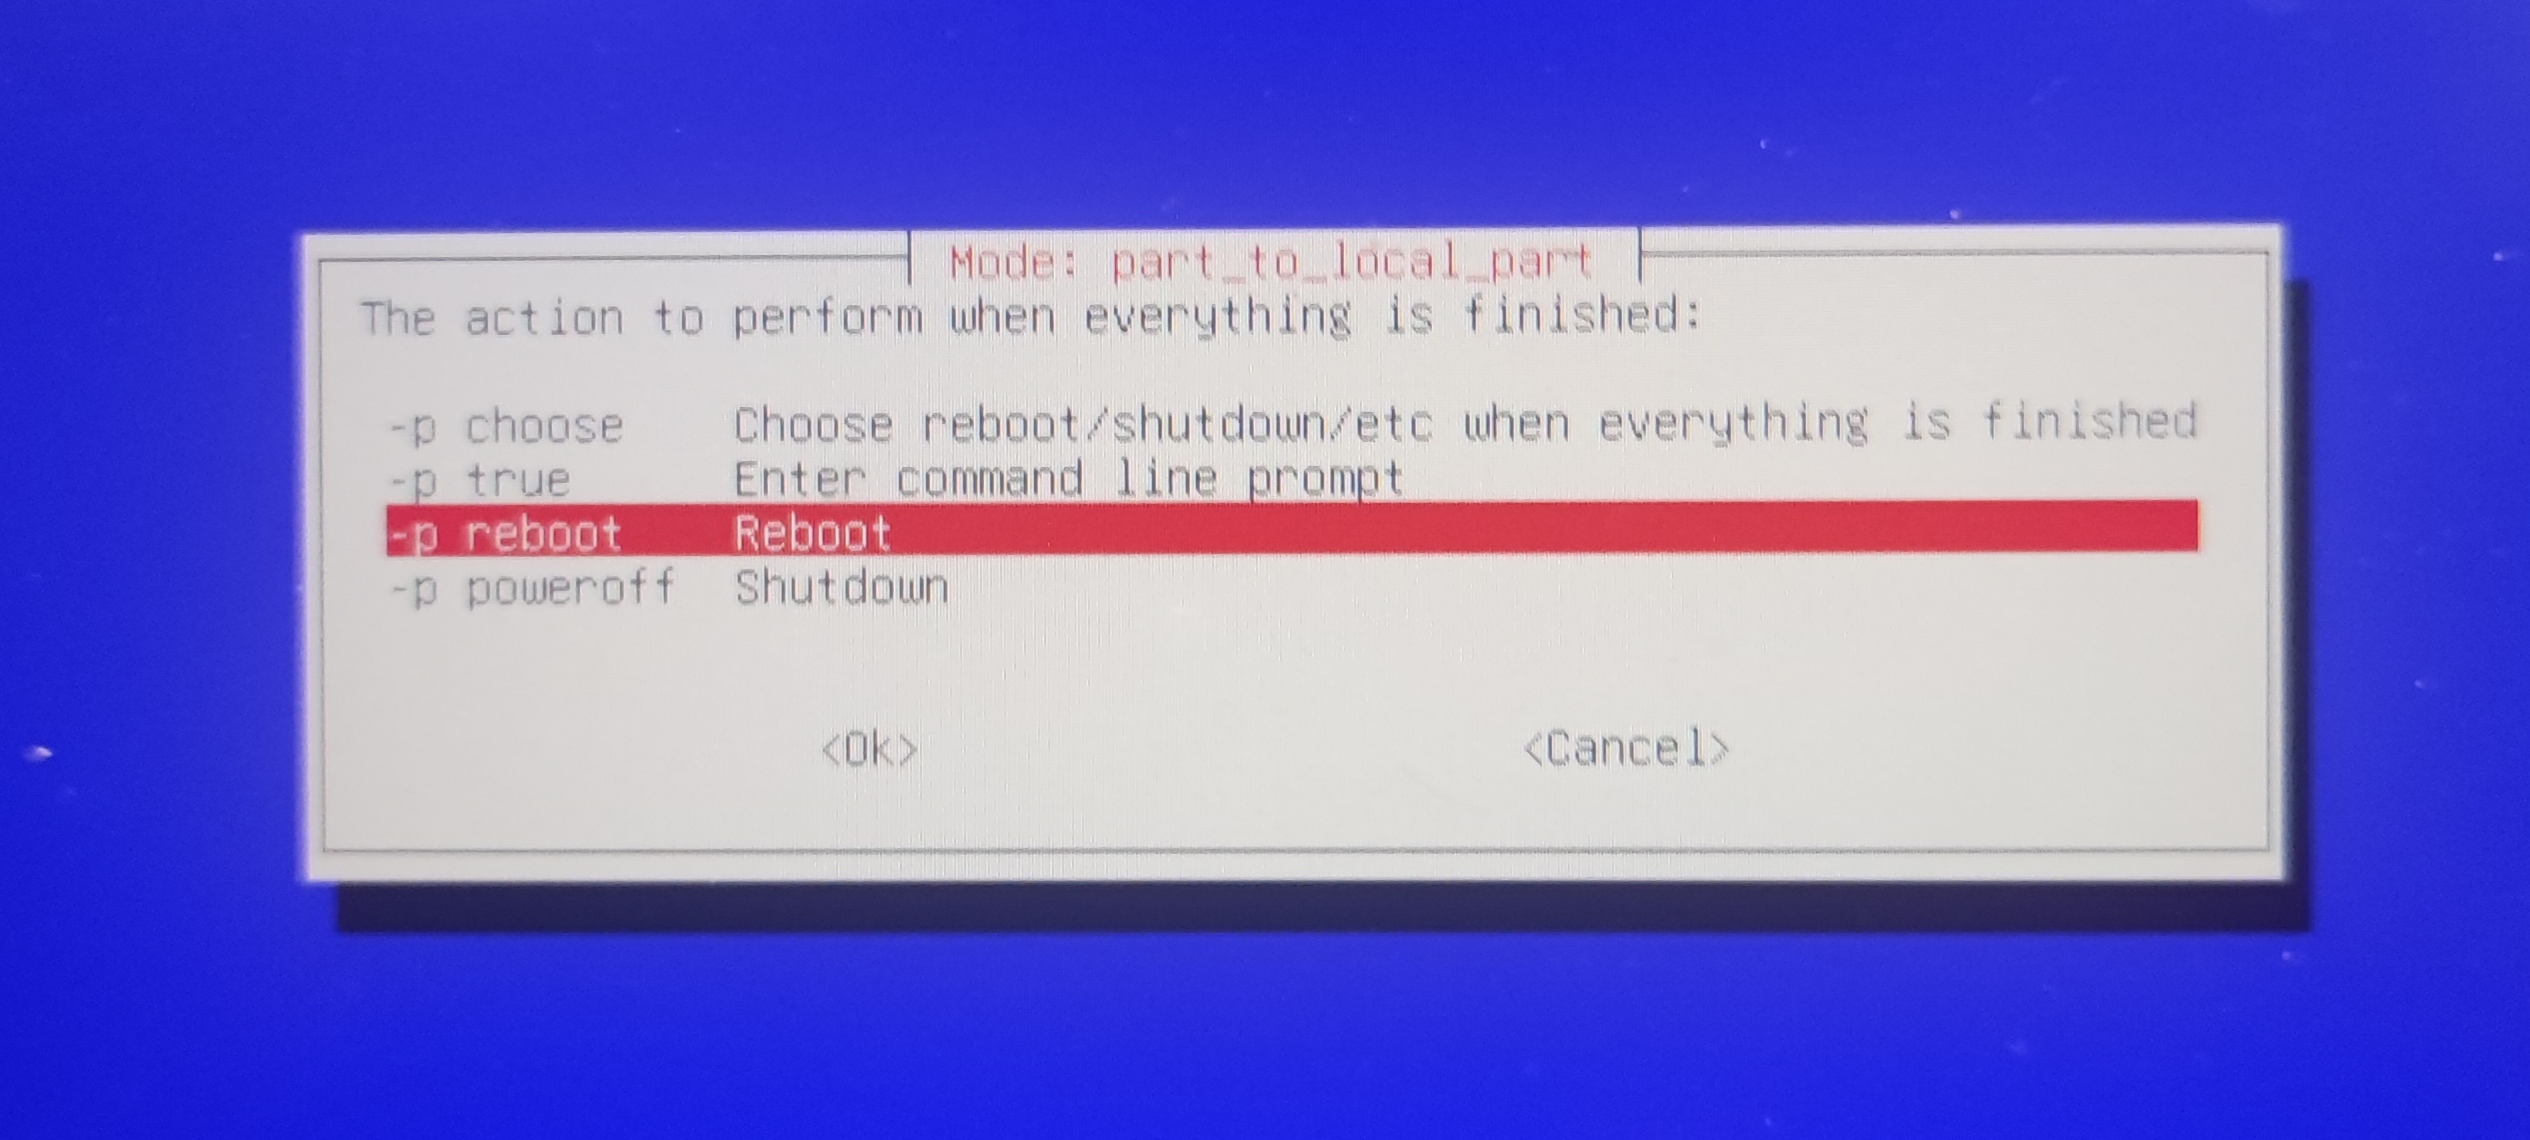 Mode: part_to_local_part
The action to perform when everything is finished:
-p choose Choose reboot/shutdown/etc when everything is finished
-p true Enter command line prompt
-p reboot Reboot
-p poweroff Shutdown
<Ok> <Cancel>